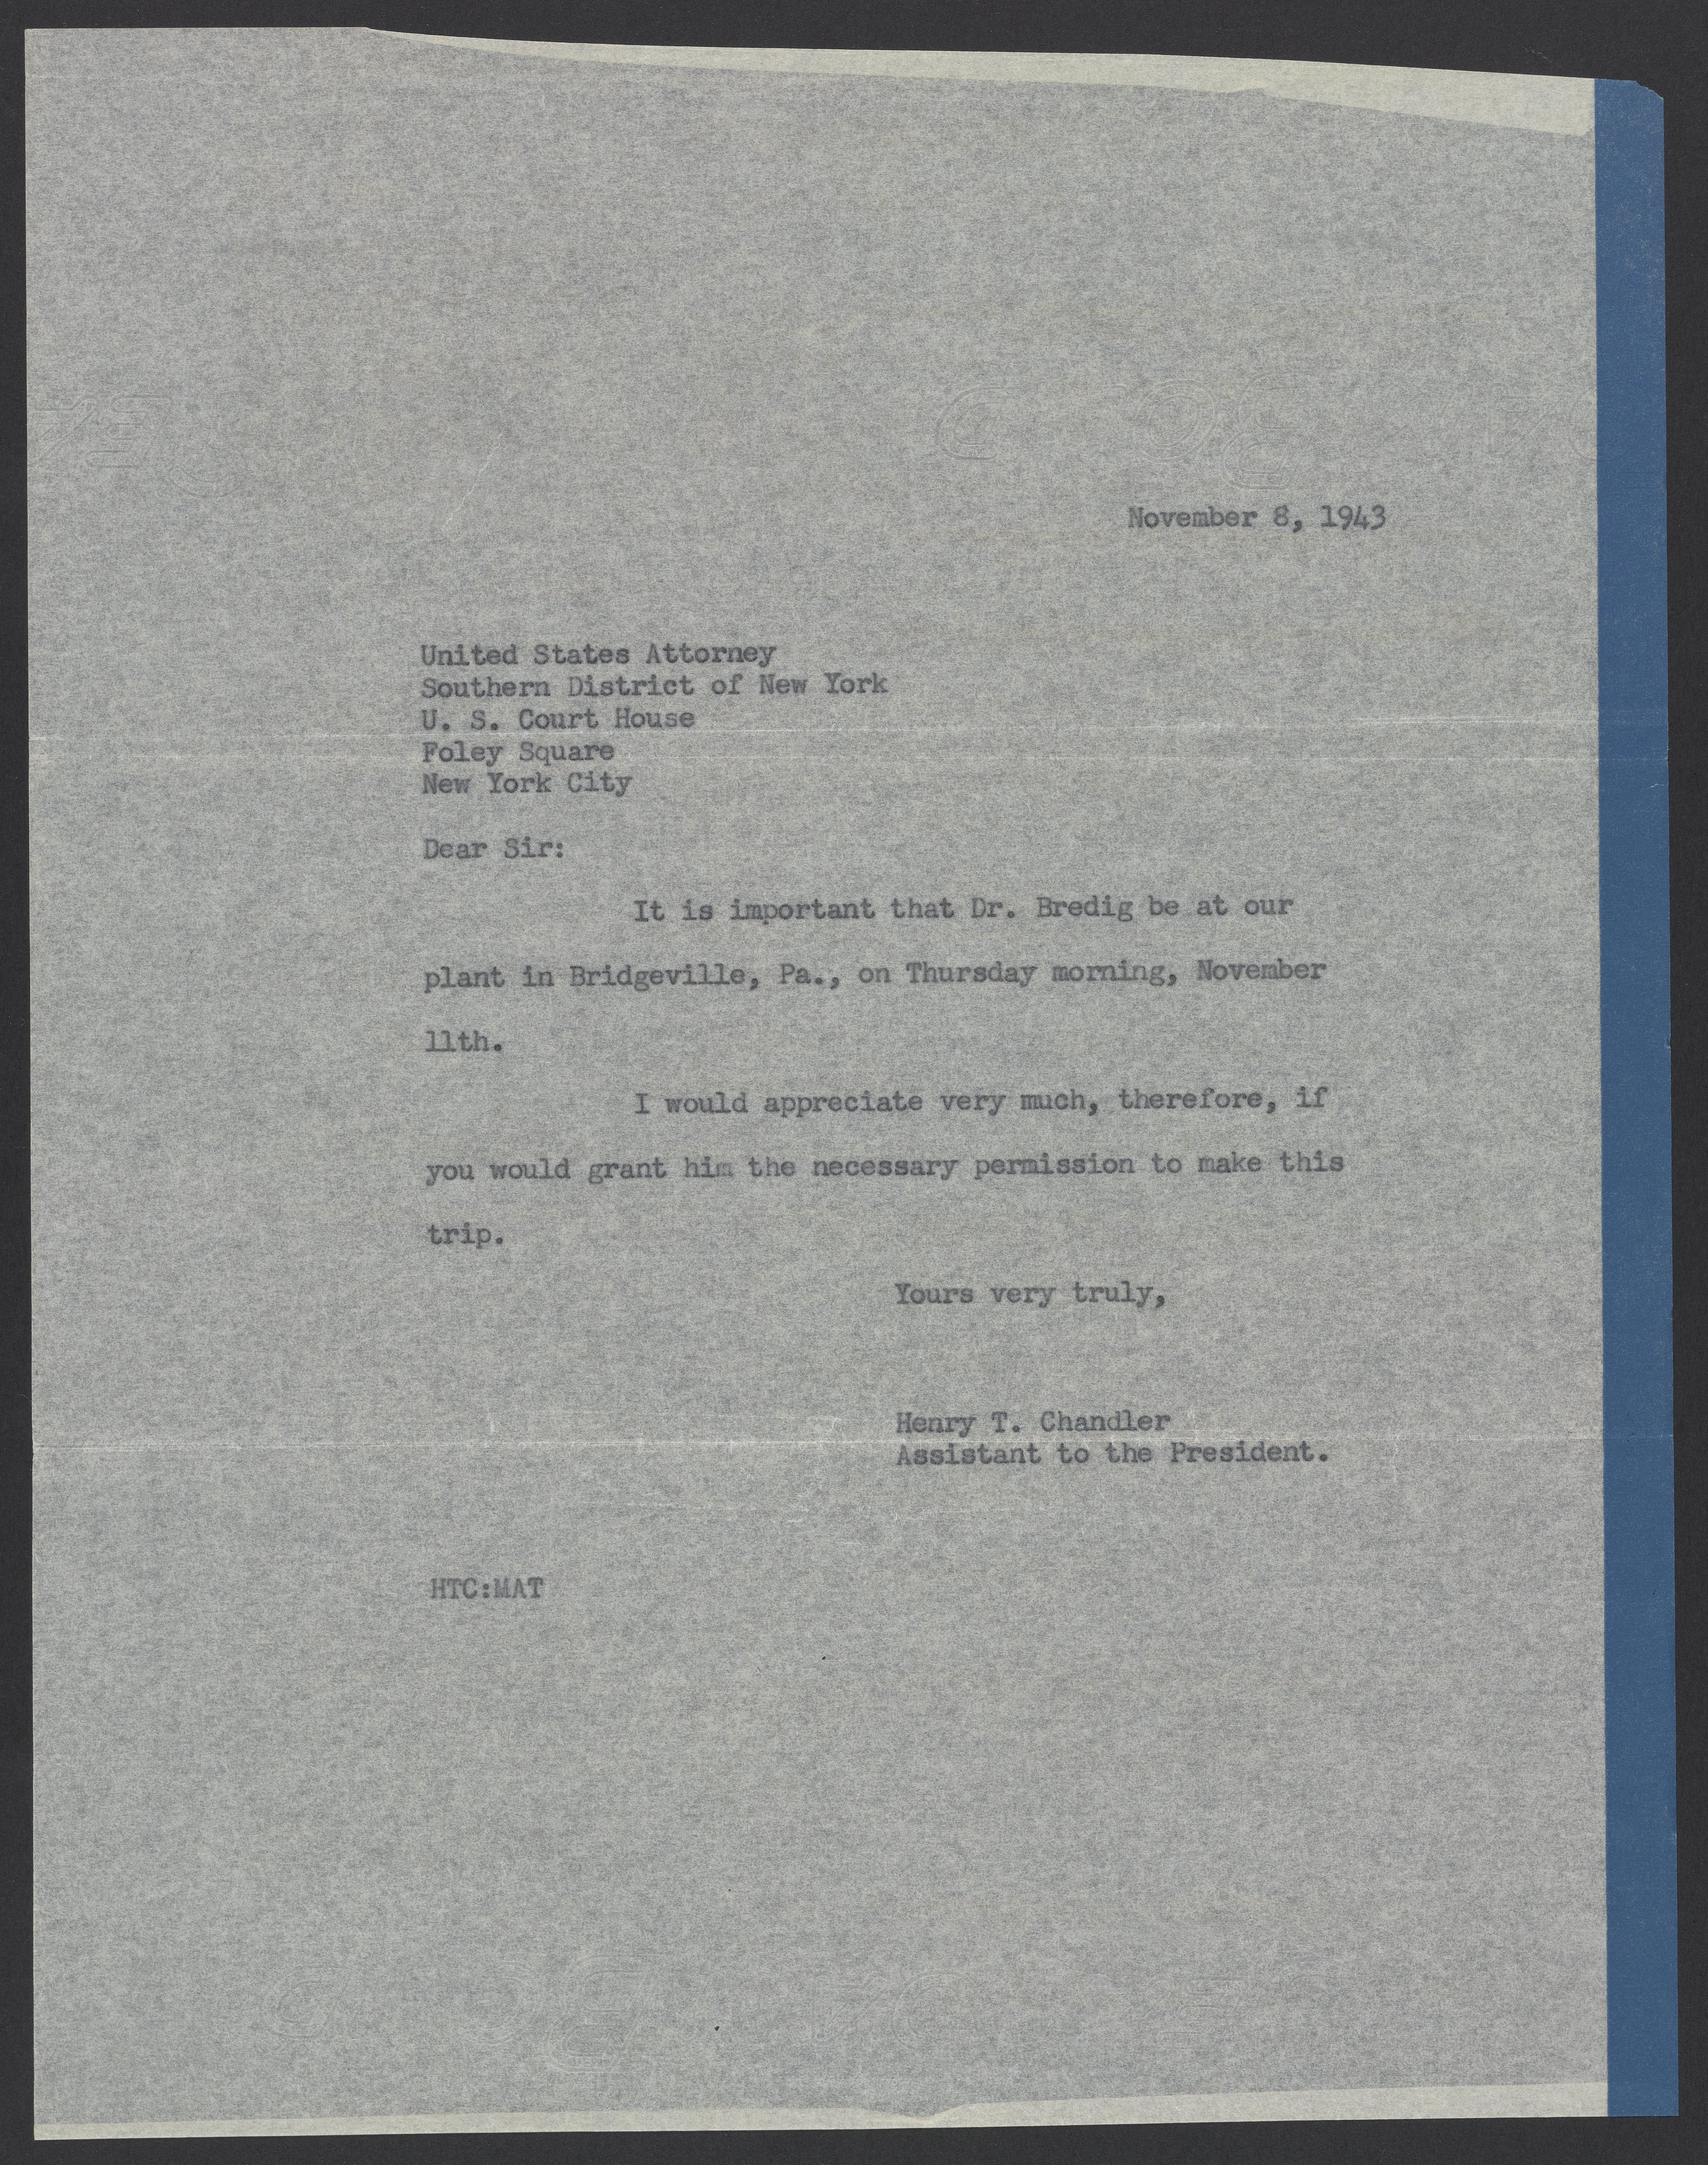 November 8, 1943
United States Attorney
Southern District of New York
U. S. Court House
Foley Square
New York City
Dear Sir:
It is important that Dr. Bredig be at our
plant in Bridgeville, Pa., on Thursday morning, November
11th.
I would appreciate very much, therefore, if
you would grant him the necessary permission to make this
trip.
Yours very truly,
Henry T. Chandler
Assistant to the President.
HTC:MAT